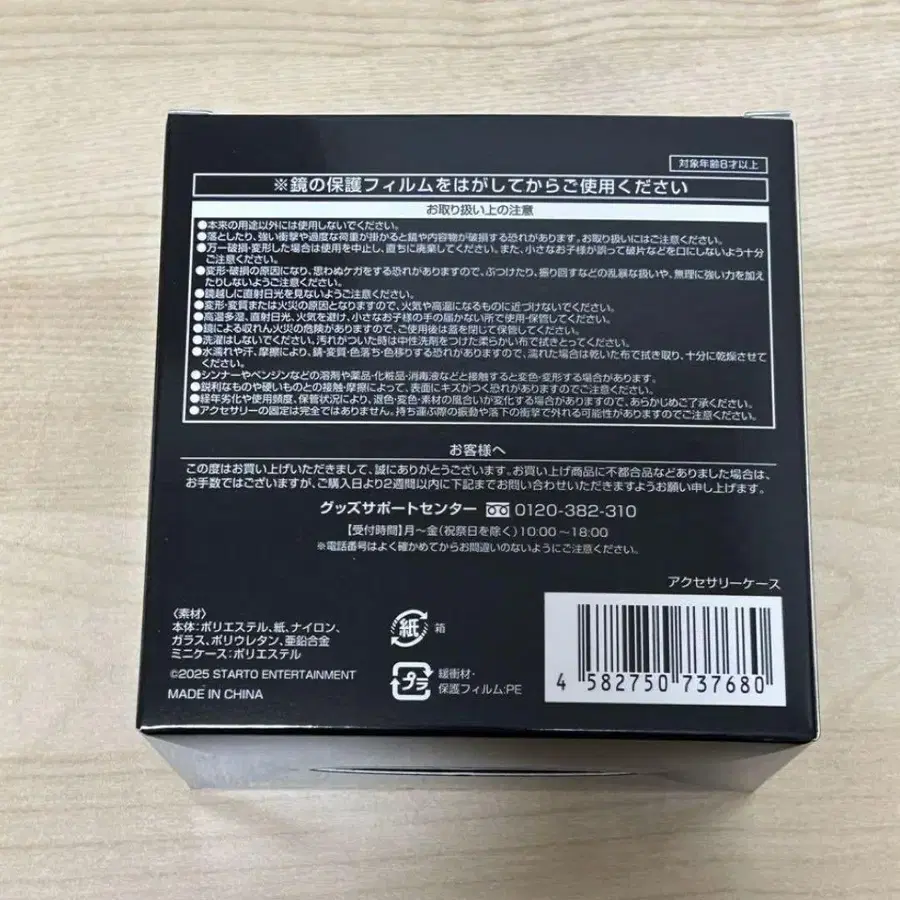 対象年齢8才以上
※鏡の保護フィルムをはがしてからご使用ください
お取り扱い上の注意
●本来の用途以外には使用しないでください。
●落としたり、強い衝撃や過度な荷重が掛かると鏡や内容物が破損する恐れがあります。お取り扱いにはご注意ください。
●万一破損・変形した場合は使用を中止し、直ちに廃棄してください。また、小さなお子様が誤って破片などを口にしないよう十分
ご注意ください。
●変形・破損の原因になり、思わぬケガをする恐れがありますので、ぶつけたり、振り回すなどの乱暴な扱いや、無理に強い力を加え
たりしないようご注意ください。
●鏡越しに直射日光を見ないようご注意ください。
●変形・変質または火災の原因となりますので、火気や高温になるものに近づけないでください。
●高温多湿、直射日光、火気を避け、小さなお子様の手の届かない所で使用・保管してください。
●鏡による収れん火災の危険がありますので、ご使用後は蓋を閉じて保管してください。
●洗濯はしないでください。汚れがついた時は中性洗剤をつけた柔らかい布で拭きとってください。
●水濡れや汗、摩擦により、錆・変質・色落ち・色移りする恐れがありますので、濡れた場合は乾いた布で拭き取り、十分に乾燥させて
ください。
●シンナーやベンジンなどの溶剤や薬品・化粧品・消毒液などと接触すると変色・変形する場合があります。
●鋭利なものや硬いものとの接触・摩擦によって、表面にキズがつく恐れがありますのでご注意ください。
●経年劣化や使用頻度、保管状況により、退色・変色・素材の風合いが変化する場合がありますので、あらかじめご了承ください。
●アクセサリーの固定は完全ではありません。持ち運ぶ際の振動や落下の衝撃で外れる可能性がありますのでご注意ください。
お客様へ
この度はお買い上げいただきまして、誠にありがとうございます。お買い上げ商品に不都合品などありました場合は、
お手数ではございますが、ご購入日より2週間以内に下記までお問い合わせいただきますようお願い申し上げます。
グッズサポートセンター 0120-382-310
【受付時間】月～金(祝祭日を除く)10:00～18:00
※電話番号はよく確かめてからお間違いのないようにご注意ください。
アクセサリーケース
〈素材〉
本体:ポリエステル、紙、ナイロン、
ガラス、ポリウレタン、亜鉛合金
ミニケース:ポリエステル
©2025 STARTO ENTERTAINMENT
MADE IN CHINA
紙 箱
プラ 緩衝材・
保護フィルム:PE
4 582750 737680